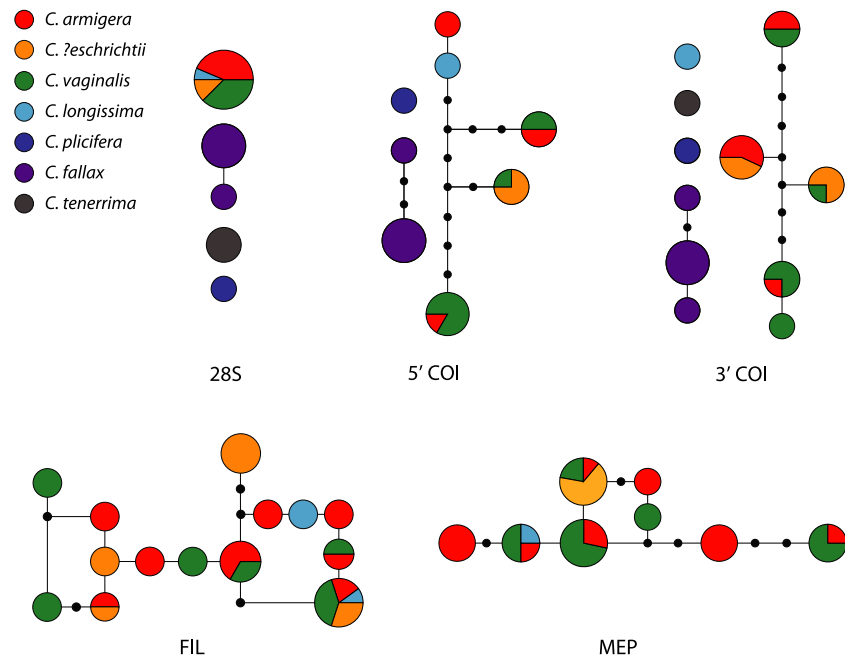 C. armigera
C. ?eschrichtii
C. vaginalis
C. longissima
C. plicifera
C. fallax
C. tenerrima
28S
5’ COI
3’ COI
FIL
MEP